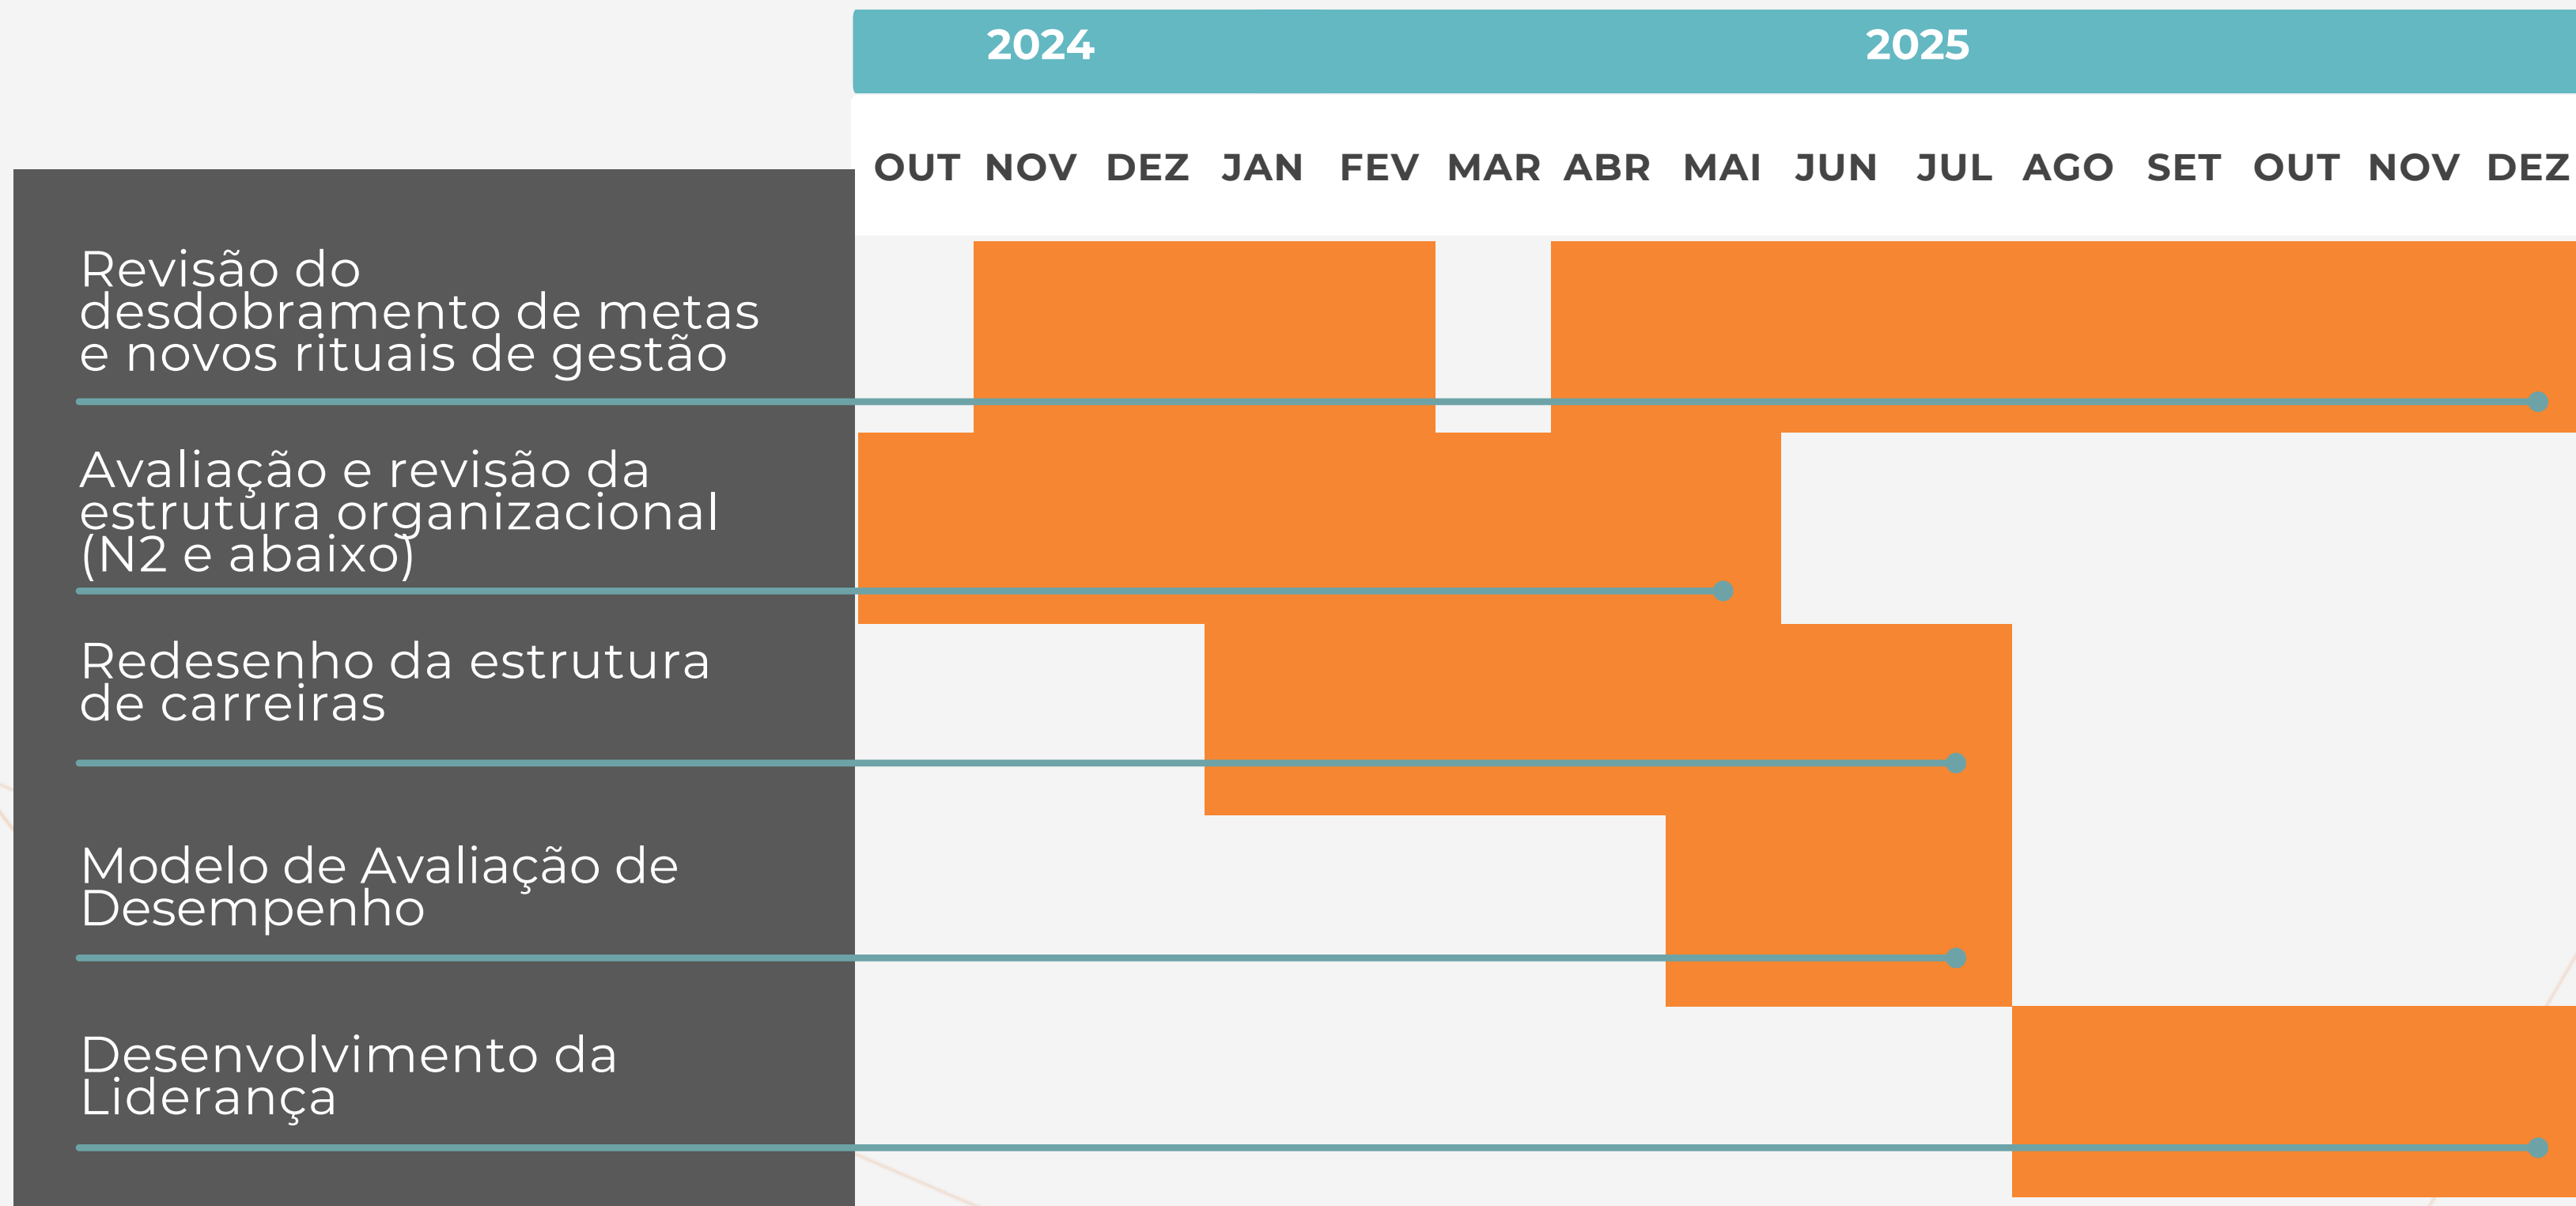 2024 2025
OUT NOV DEZ JAN FEV MAR ABR MAI JUN JUL AGO SET OUT NOV DEZ
Revisão do
desdobramento de metas
e novos rituais de gestão
Avaliação e revisão da
estrutura organizacional
(N2 e abaixo)
Redesenho da estrutura
de carreiras
Modelo de Avaliação de
Desempenho
Desenvolvimento da
Liderança